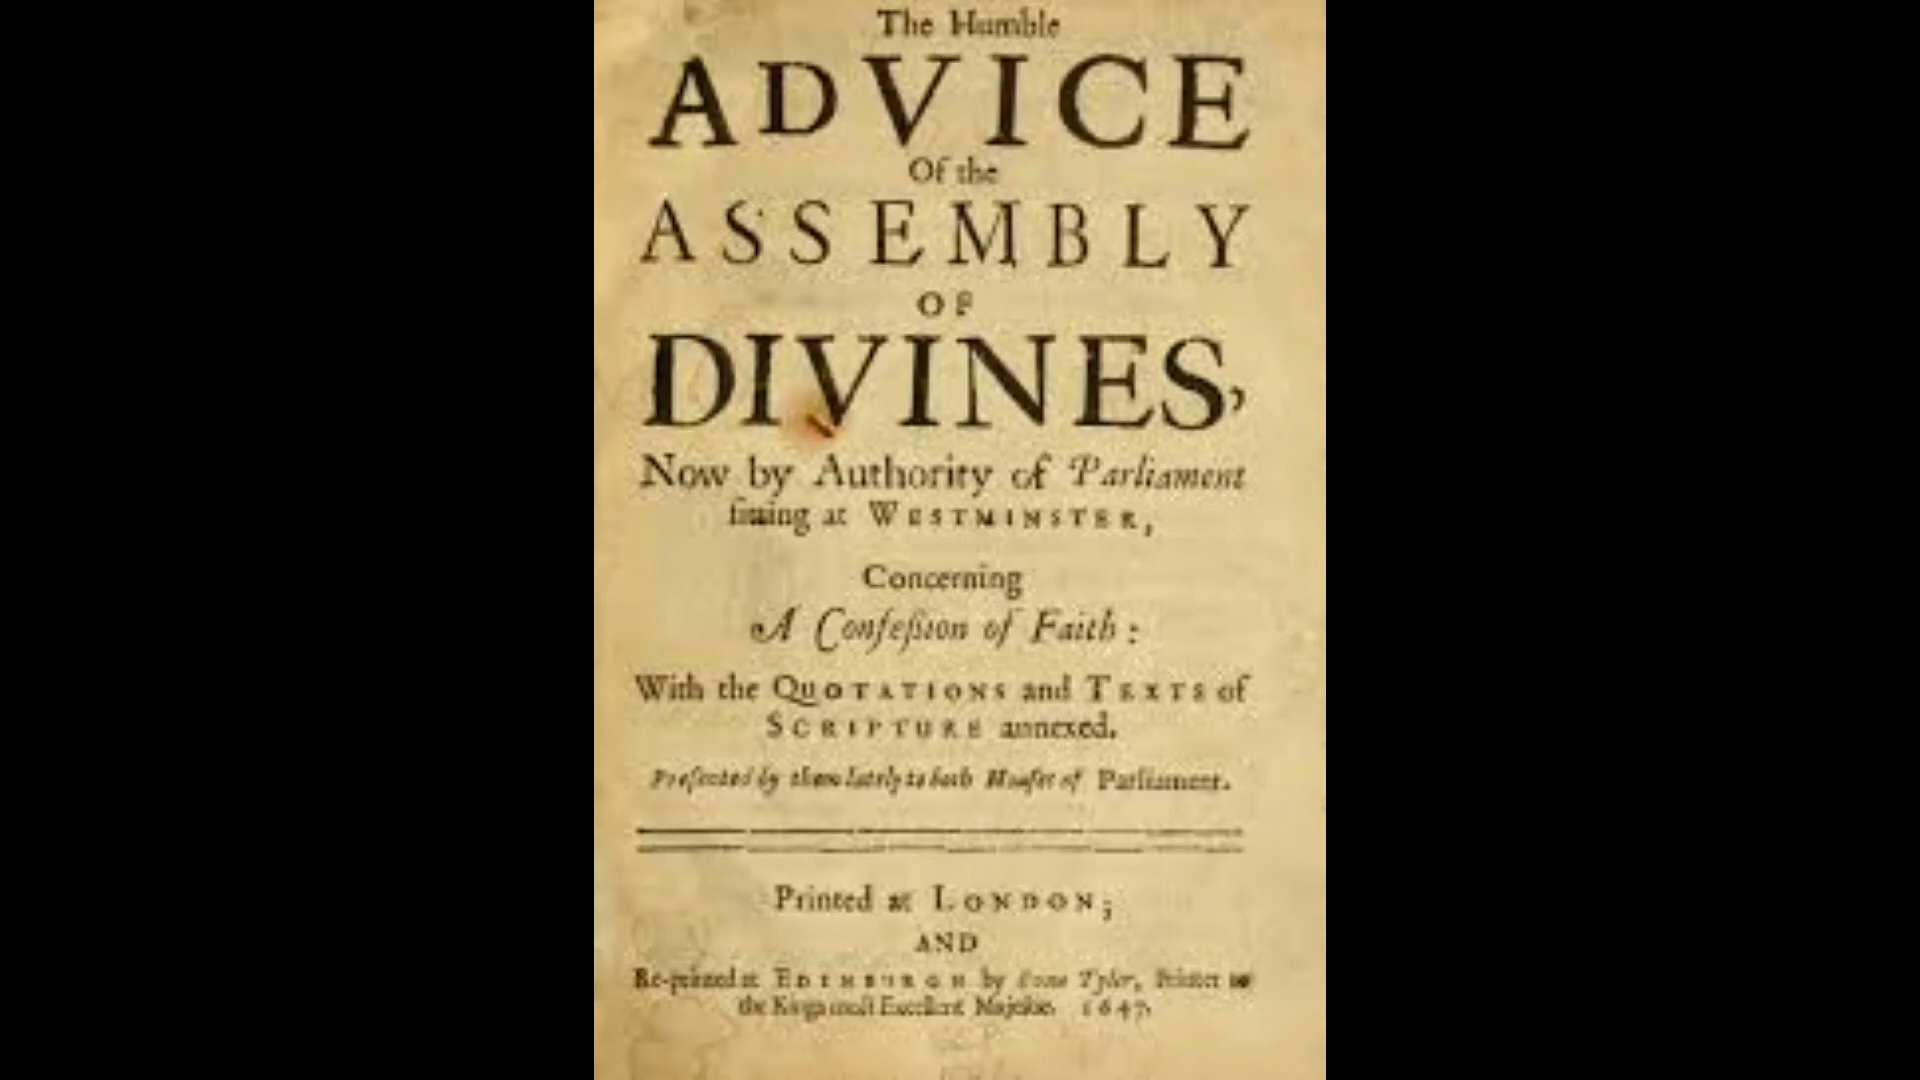 The Humble
ADVICE
Of the
ASSEMBLY
OF
DIVINES,
Now by Authority of Parliament
ſitting at WESTMINSTER,
Concerning
A Confeſsion of Faith:
With the QUOTATIONS and TEXTS of
SCRIPTURE annexed.
Preſented by them lately to both Houſes of Parliament.
Printed at LONDON;
AND
Re-printed at EDINBURGH by Tyler, Printer to
the Kings moſt Excellent Majeſtie. 1647.